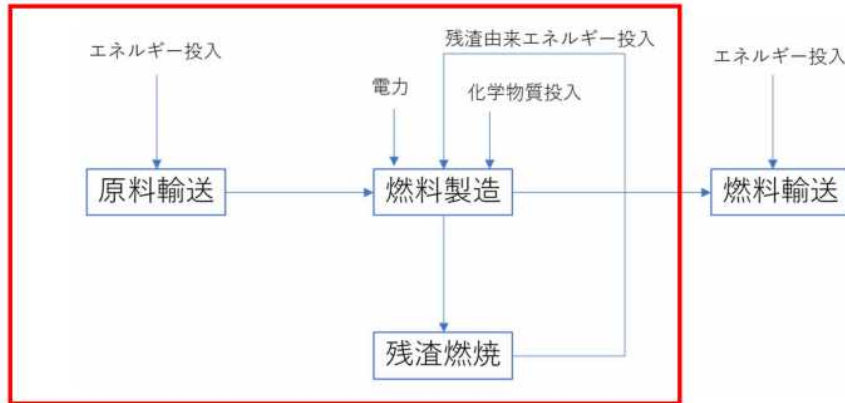 残渣由来エネルギー投入
エネルギー投入
エネルギー投入
電力
化学物質投入
原料輸送
燃料製造
燃料輸送
残渣燃焼